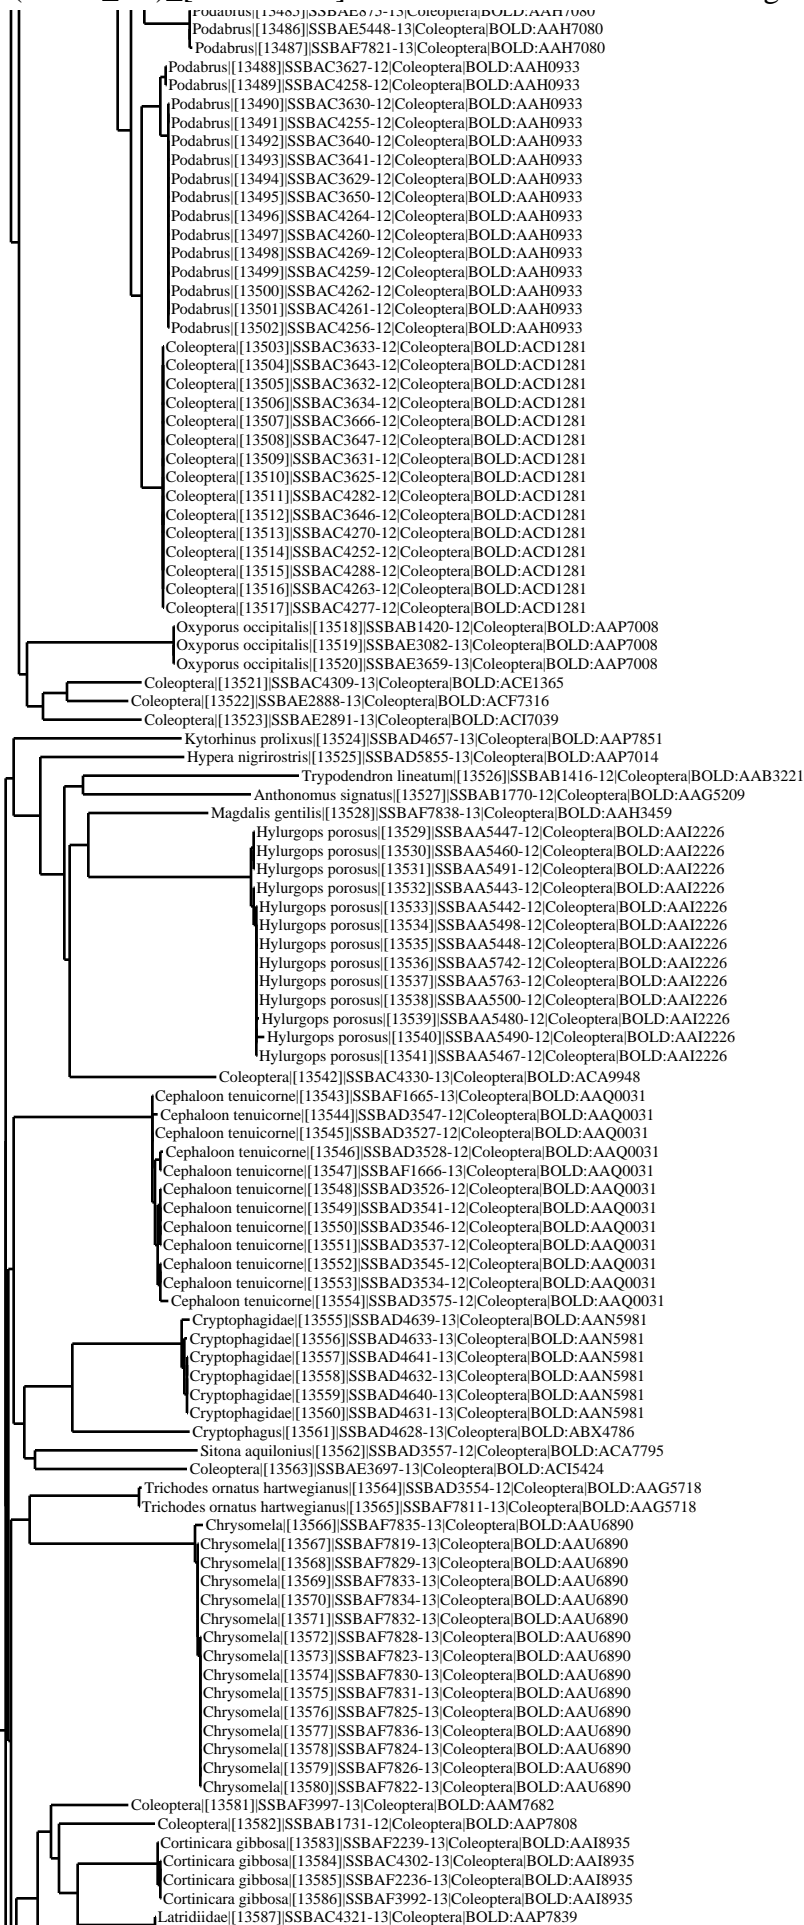 Podabrus|[13485]|SSBAE875-13|Coleoptera|BOLD:AAH7080
Podabrus|[13486]|SSBAE5448-13|Coleoptera|BOLD:AAH7080
Podabrus|[13487]|SSBAF7821-13|Coleoptera|BOLD:AAH7080
Podabrus|[13488]|SSBAC3627-12|Coleoptera|BOLD:AAH0933
Podabrus|[13489]|SSBAC4258-12|Coleoptera|BOLD:AAH0933
Podabrus|[13490]|SSBAC3630-12|Coleoptera|BOLD:AAH0933
Podabrus|[13491]|SSBAC4255-12|Coleoptera|BOLD:AAH0933
Podabrus|[13492]|SSBAC3640-12|Coleoptera|BOLD:AAH0933
Podabrus|[13493]|SSBAC3641-12|Coleoptera|BOLD:AAH0933
Podabrus|[13494]|SSBAC3629-12|Coleoptera|BOLD:AAH0933
Podabrus|[13495]|SSBAC3650-12|Coleoptera|BOLD:AAH0933
Podabrus|[13496]|SSBAC4264-12|Coleoptera|BOLD:AAH0933
Podabrus|[13497]|SSBAC4260-12|Coleoptera|BOLD:AAH0933
Podabrus|[13498]|SSBAC4269-12|Coleoptera|BOLD:AAH0933
Podabrus|[13499]|SSBAC4259-12|Coleoptera|BOLD:AAH0933
Podabrus|[13500]|SSBAC4262-12|Coleoptera|BOLD:AAH0933
Podabrus|[13501]|SSBAC4261-12|Coleoptera|BOLD:AAH0933
Podabrus|[13502]|SSBAC4256-12|Coleoptera|BOLD:AAH0933
Coleoptera|[13503]|SSBAC3633-12|Coleoptera|BOLD:ACD1281
Coleoptera|[13504]|SSBAC3643-12|Coleoptera|BOLD:ACD1281
Coleoptera|[13505]|SSBAC3632-12|Coleoptera|BOLD:ACD1281
Coleoptera|[13506]|SSBAC3634-12|Coleoptera|BOLD:ACD1281
Coleoptera|[13507]|SSBAC3666-12|Coleoptera|BOLD:ACD1281
Coleoptera|[13508]|SSBAC3647-12|Coleoptera|BOLD:ACD1281
Coleoptera|[13509]|SSBAC3631-12|Coleoptera|BOLD:ACD1281
Coleoptera|[13510]|SSBAC3625-12|Coleoptera|BOLD:ACD1281
Coleoptera|[13511]|SSBAC4282-12|Coleoptera|BOLD:ACD1281
Coleoptera|[13512]|SSBAC3646-12|Coleoptera|BOLD:ACD1281
Coleoptera|[13513]|SSBAC4270-12|Coleoptera|BOLD:ACD1281
Coleoptera|[13514]|SSBAC4252-12|Coleoptera|BOLD:ACD1281
Coleoptera|[13515]|SSBAC4288-12|Coleoptera|BOLD:ACD1281
Coleoptera|[13516]|SSBAC4263-12|Coleoptera|BOLD:ACD1281
Coleoptera|[13517]|SSBAC4277-12|Coleoptera|BOLD:ACD1281
Oxyporus occipitalis|[13518]|SSBAB1420-12|Coleoptera|BOLD:AAP7008
Oxyporus occipitalis|[13519]|SSBAE3082-13|Coleoptera|BOLD:AAP7008
Oxyporus occipitalis|[13520]|SSBAE3659-13|Coleoptera|BOLD:AAP7008
Coleoptera|[13521]|SSBAC4309-13|Coleoptera|BOLD:ACE1365
Coleoptera|[13522]|SSBAE2888-13|Coleoptera|BOLD:ACF7316
Coleoptera|[13523]|SSBAE2891-13|Coleoptera|BOLD:ACI7039
Kytorhinus prolixus|[13524]|SSBAD4657-13|Coleoptera|BOLD:AAP7851
Hypera nigrirostris|[13525]|SSBAD5855-13|Coleoptera|BOLD:AAP7014
Trypodendron lineatum|[13526]|SSBAB1416-12|Coleoptera|BOLD:AAB3221
Anthonomus signatus|[13527]|SSBAB1770-12|Coleoptera|BOLD:AAG5209
Magdalis gentilis|[13528]|SSBAF7838-13|Coleoptera|BOLD:AAH3459
Hylurgops porosus|[13529]|SSBAA5447-12|Coleoptera|BOLD:AAI2226
Hylurgops porosus|[13530]|SSBAA5460-12|Coleoptera|BOLD:AAI2226
Hylurgops porosus|[13531]|SSBAA5491-12|Coleoptera|BOLD:AAI2226
Hylurgops porosus|[13532]|SSBAA5443-12|Coleoptera|BOLD:AAI2226
Hylurgops porosus|[13533]|SSBAA5442-12|Coleoptera|BOLD:AAI2226
Hylurgops porosus|[13534]|SSBAA5498-12|Coleoptera|BOLD:AAI2226
Hylurgops porosus|[13535]|SSBAA5448-12|Coleoptera|BOLD:AAI2226
Hylurgops porosus|[13536]|SSBAA5742-12|Coleoptera|BOLD:AAI2226
Hylurgops porosus|[13537]|SSBAA5763-12|Coleoptera|BOLD:AAI2226
Hylurgops porosus|[13538]|SSBAA5500-12|Coleoptera|BOLD:AAI2226
Hylurgops porosus|[13539]|SSBAA5480-12|Coleoptera|BOLD:AAI2226
Hylurgops porosus|[13540]|SSBAA5490-12|Coleoptera|BOLD:AAI2226
Hylurgops porosus|[13541]|SSBAA5467-12|Coleoptera|BOLD:AAI2226
Coleoptera|[13542]|SSBAC4330-13|Coleoptera|BOLD:ACA9948
Cephaloon tenuicorne|[13543]|SSBAF1665-13|Coleoptera|BOLD:AAQ0031
Cephaloon tenuicorne|[13544]|SSBAD3547-12|Coleoptera|BOLD:AAQ0031
Cephaloon tenuicorne|[13545]|SSBAD3527-12|Coleoptera|BOLD:AAQ0031
Cephaloon tenuicorne|[13546]|SSBAD3528-12|Coleoptera|BOLD:AAQ0031
Cephaloon tenuicorne|[13547]|SSBAF1666-13|Coleoptera|BOLD:AAQ0031
Cephaloon tenuicorne|[13548]|SSBAD3526-12|Coleoptera|BOLD:AAQ0031
Cephaloon tenuicorne|[13549]|SSBAD3541-12|Coleoptera|BOLD:AAQ0031
Cephaloon tenuicorne|[13550]|SSBAD3546-12|Coleoptera|BOLD:AAQ0031
Cephaloon tenuicorne|[13551]|SSBAD3537-12|Coleoptera|BOLD:AAQ0031
Cephaloon tenuicorne|[13552]|SSBAD3545-12|Coleoptera|BOLD:AAQ0031
Cephaloon tenuicorne|[13553]|SSBAD3534-12|Coleoptera|BOLD:AAQ0031
Cephaloon tenuicorne|[13554]|SSBAD3575-12|Coleoptera|BOLD:AAQ0031
Cryptophagidae|[13555]|SSBAD4639-13|Coleoptera|BOLD:AAN5981
Cryptophagidae|[13556]|SSBAD4633-13|Coleoptera|BOLD:AAN5981
Cryptophagidae|[13557]|SSBAD4641-13|Coleoptera|BOLD:AAN5981
Cryptophagidae|[13558]|SSBAD4632-13|Coleoptera|BOLD:AAN5981
Cryptophagidae|[13559]|SSBAD4640-13|Coleoptera|BOLD:AAN5981
Cryptophagidae|[13560]|SSBAD4631-13|Coleoptera|BOLD:AAN5981
Cryptophagus|[13561]|SSBAD4628-13|Coleoptera|BOLD:ABX4786
Sitona aquilonius|[13562]|SSBAD3557-12|Coleoptera|BOLD:ACA7795
Coleoptera|[13563]|SSBAE3697-13|Coleoptera|BOLD:ACI5424
Trichodes ornatus hartwegianus|[13564]|SSBAD3554-12|Coleoptera|BOLD:AAG5718
Trichodes ornatus hartwegianus|[13565]|SSBAF7811-13|Coleoptera|BOLD:AAG5718
Chrysomela|[13566]|SSBAF7835-13|Coleoptera|BOLD:AAU6890
Chrysomela|[13567]|SSBAF7819-13|Coleoptera|BOLD:AAU6890
Chrysomela|[13568]|SSBAF7829-13|Coleoptera|BOLD:AAU6890
Chrysomela|[13569]|SSBAF7833-13|Coleoptera|BOLD:AAU6890
Chrysomela|[13570]|SSBAF7834-13|Coleoptera|BOLD:AAU6890
Chrysomela|[13571]|SSBAF7832-13|Coleoptera|BOLD:AAU6890
Chrysomela|[13572]|SSBAF7828-13|Coleoptera|BOLD:AAU6890
Chrysomela|[13573]|SSBAF7823-13|Coleoptera|BOLD:AAU6890
Chrysomela|[13574]|SSBAF7830-13|Coleoptera|BOLD:AAU6890
Chrysomela|[13575]|SSBAF7831-13|Coleoptera|BOLD:AAU6890
Chrysomela|[13576]|SSBAF7825-13|Coleoptera|BOLD:AAU6890
Chrysomela|[13577]|SSBAF7836-13|Coleoptera|BOLD:AAU6890
Chrysomela|[13578]|SSBAF7824-13|Coleoptera|BOLD:AAU6890
Chrysomela|[13579]|SSBAF7826-13|Coleoptera|BOLD:AAU6890
Chrysomela|[13580]|SSBAF7822-13|Coleoptera|BOLD:AAU6890
Coleoptera|[13581]|SSBAF3997-13|Coleoptera|BOLD:AAM7682
Coleoptera|[13582]|SSBAB1731-12|Coleoptera|BOLD:AAP7808
Corticicara gibbosa|[13583]|SSBAF2239-13|Coleoptera|BOLD:AAI8935
Cortinicara gibbosa|[13584]|SSBAC4302-13|Coleoptera|BOLD:AAI8935
Cortinicara gibbosa|[13585]|SSBAF2236-13|Coleoptera|BOLD:AAI8935
Cortinicara gibbosa|[13586]|SSBAF3992-13|Coleoptera|BOLD:AAI8935
Latridiidae|[13587]|SSBAC4321-13|Coleoptera|BOLD:AAP7839